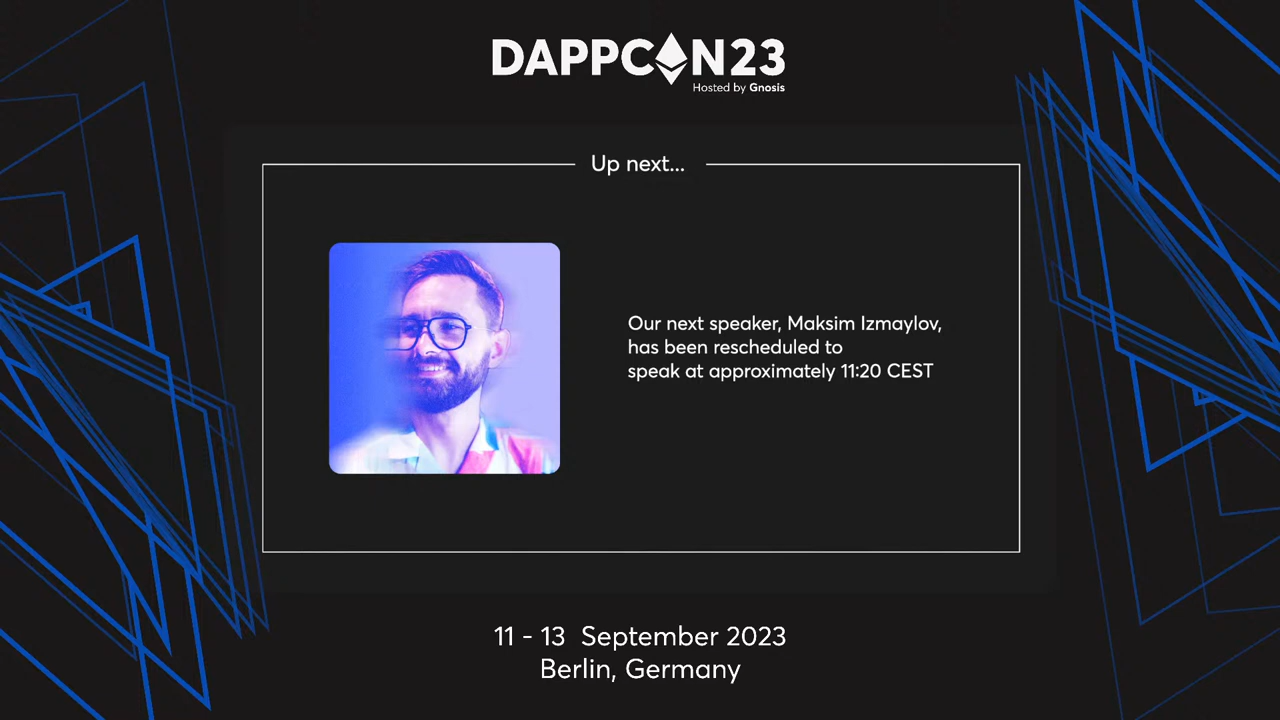 DAPPCON23
Hosted by Gnosis
Up next...
Our next speaker, Maksim Izmaylov,
has been rescheduled to
speak at approximately 11:20 CEST
11 - 13 September 2023
Berlin, Germany